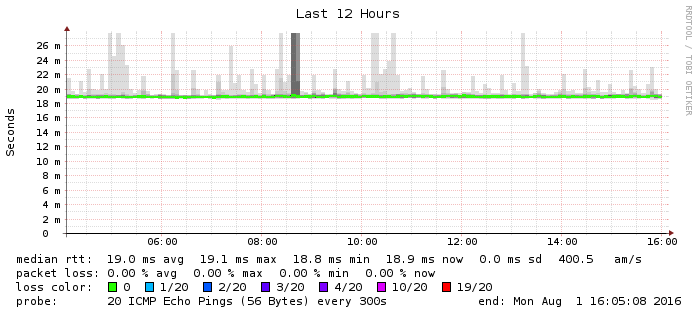 Last 12 Hours
RRDTOOL / TOBI OETIKER
Seconds
26 m
24 m
22 m
20 m
18 m
16 m
14 m
12 m
10 m
8 m
6 m
4 m
2 m
0
06:00 08:00 10:00 12:00 14:00 16:00
median rtt: 19.0 ms avg 19.1 ms max 18.8 ms min 18.9 ms now 0.0 ms sd 400.5 am/s
packet loss: 0.00 % avg 0.00 % max 0.00 % min 0.00 % now
loss color: 0 1/20 2/20 3/20 4/20 10/20 19/20
probe: 20 ICMP Echo Pings (56 Bytes) every 300s end: Mon Aug 1 16:05:08 2016